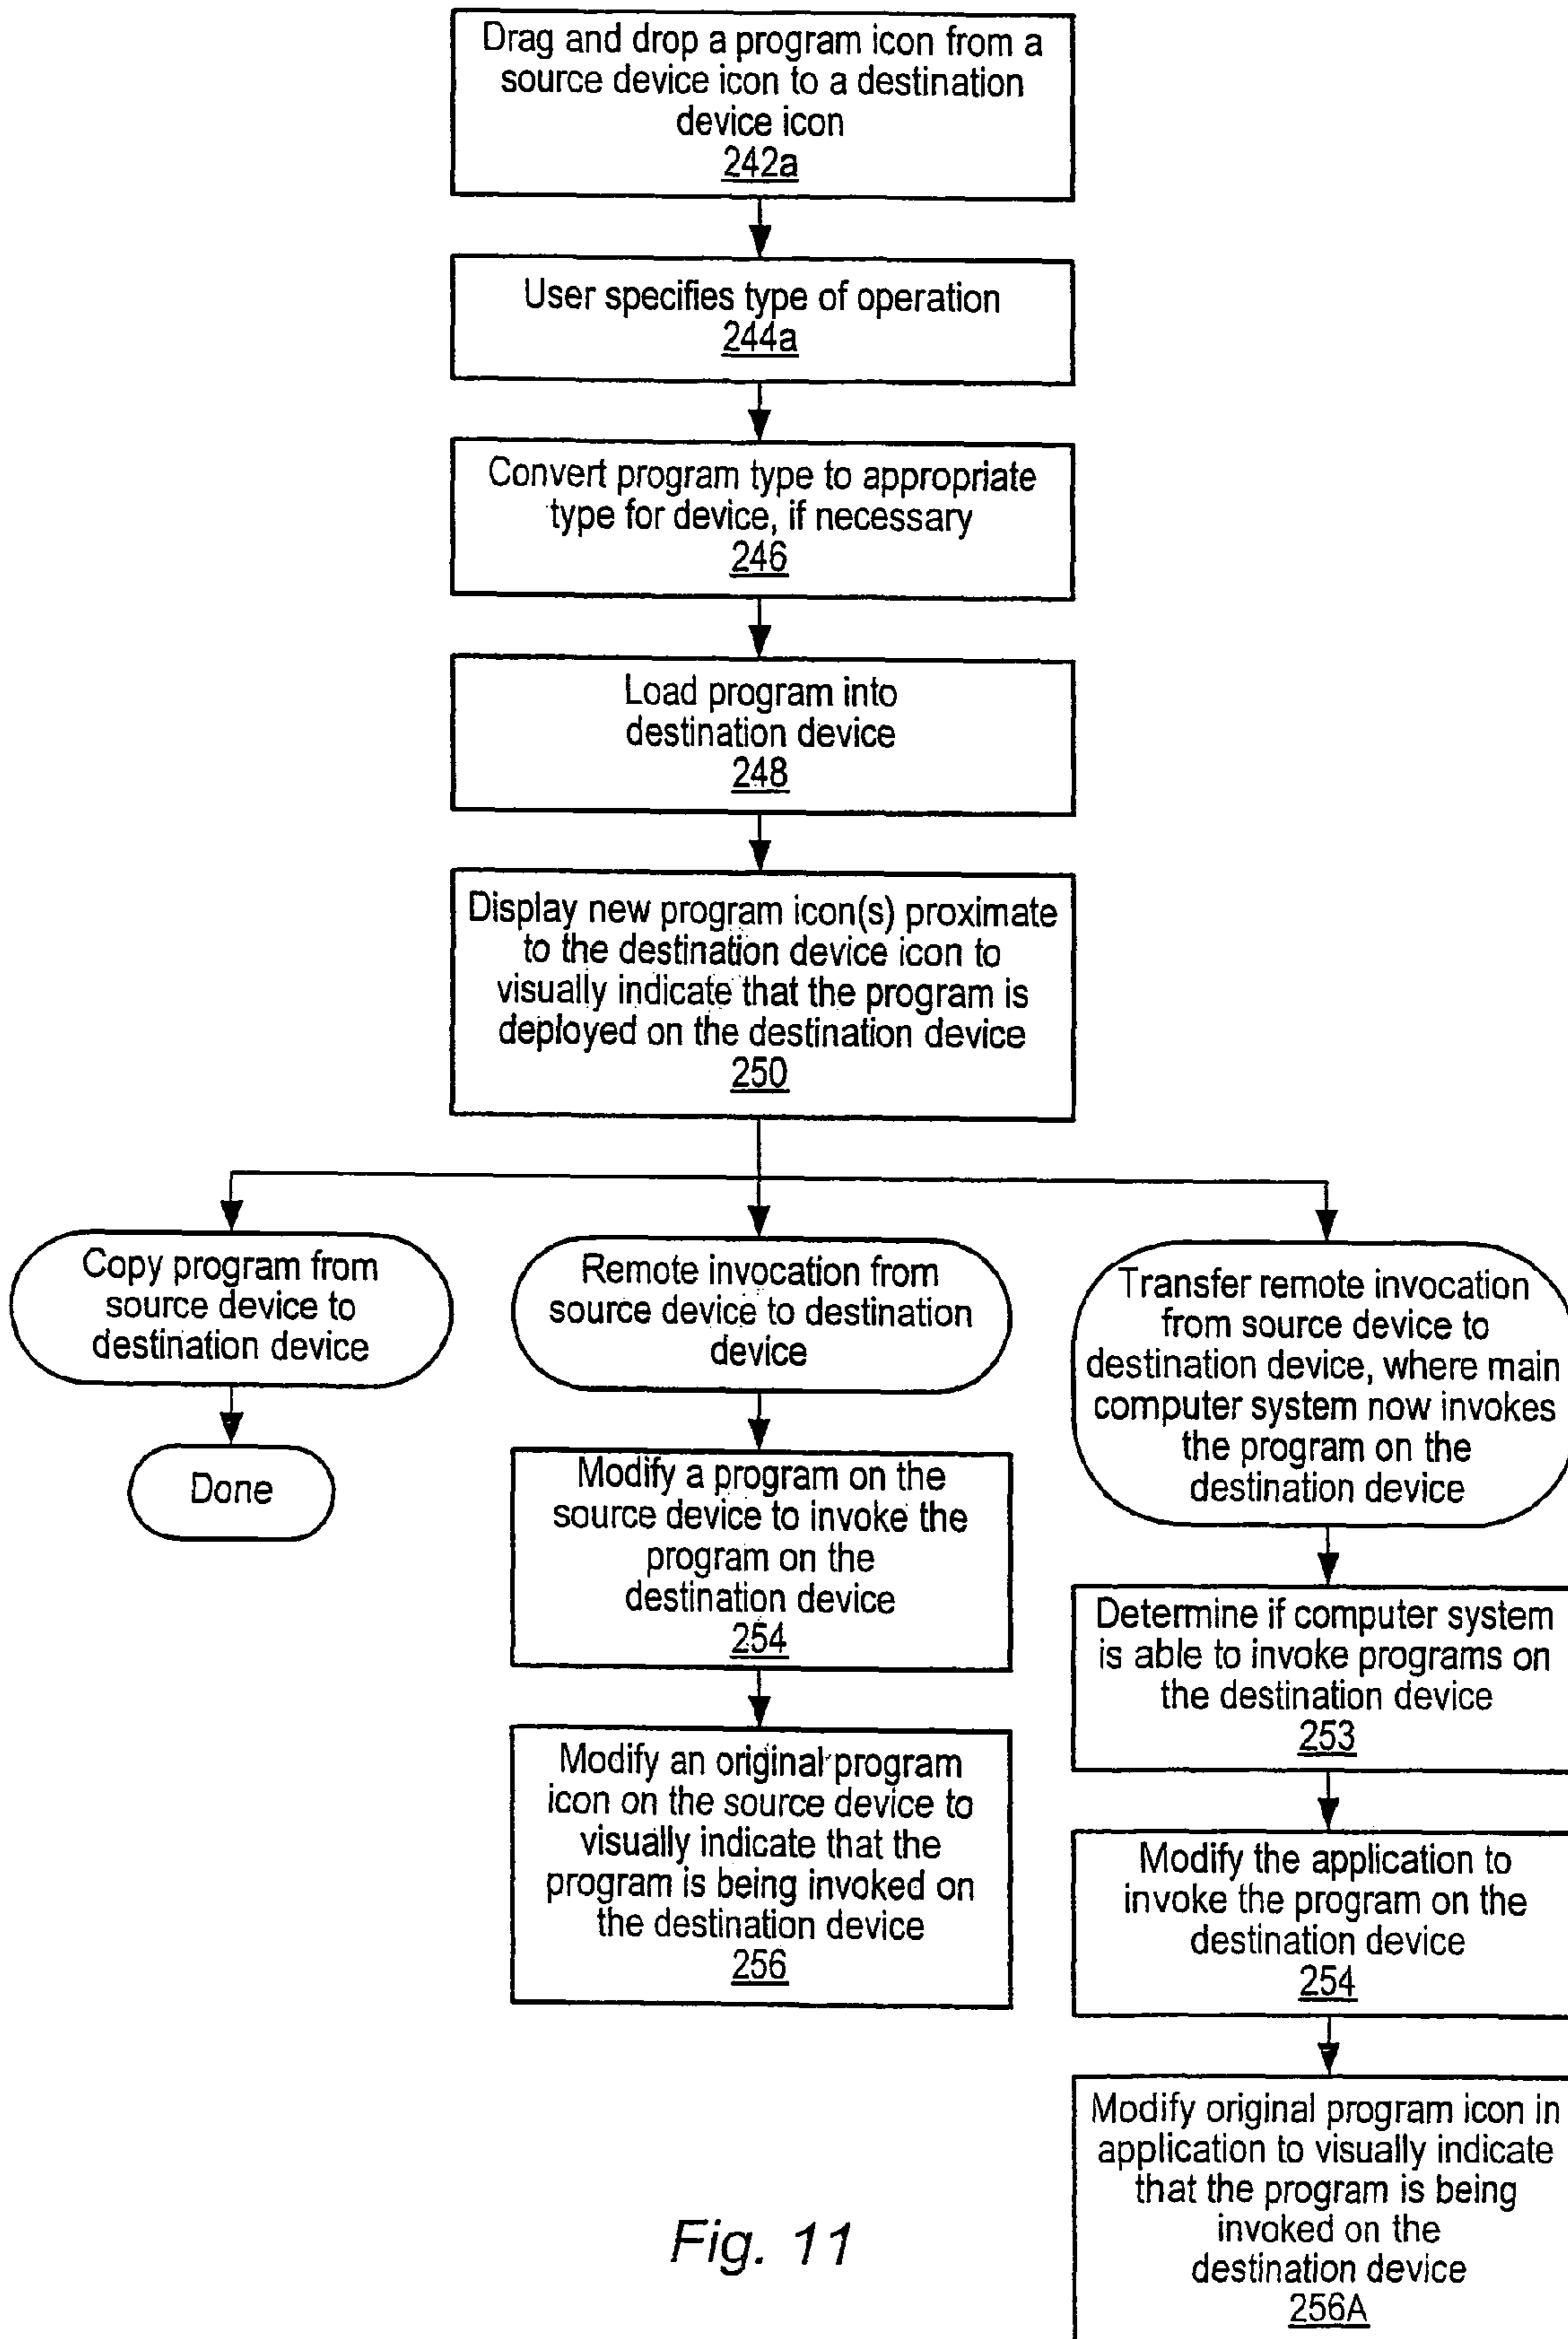 Drag and drop a program icon from a
source device icon to a destination
device icon
242a
User specifies type of operation
244a
Convert program type to appropriate
type for device, if necessary
246
Load program into
destination device
248
Display new program icon(s) proximate
to the destination device icon to
visually indicate that the program is
deployed on the destination device
250
Copy program from
source device to
destination device
Done
Remote invocation from
source device to destination
device
Modify a program on the
source device to invoke the
program on the
destination device
254
Modify an original program
icon on the source device to
visually indicate that the
program is being invoked on
the destination device
256
Transfer remote invocation
from source device to
destination device, where main
computer system now invokes
the program on the
destination device
Determine if computer system
is able to invoke programs on
the destination device
253
Modify the application to
invoke the program on the
destination device
254
Modify original program icon in
application to visually indicate
that the program is being
invoked on the
destination device
256A
Fig. 11